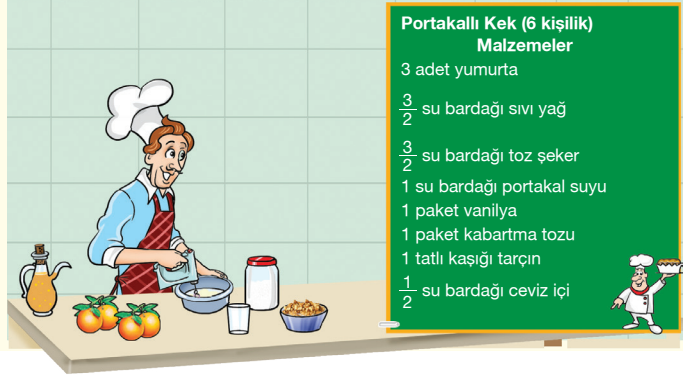 Portakallı Kek (6 kişilik)
Malzemeler
3 adet yumurta
3/2 su bardağı sıvı yağ
3/2 su bardağı toz şeker
1 su bardağı portakal suyu
1 paket vanilya
1 paket kabartma tozu
1 tatlı kaşığı tarçın
1/2 su bardağı ceviz içi